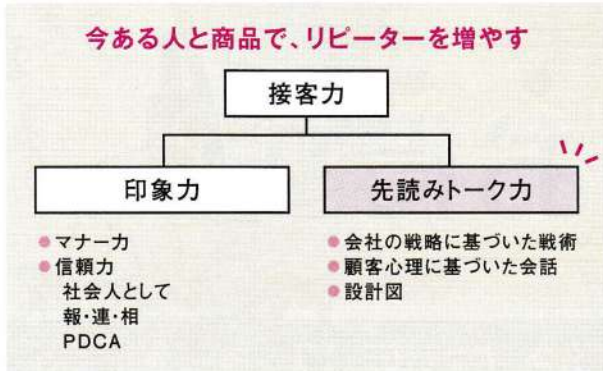 今ある人と商品で、リピーターを増やす
接客力
印象力
先読みトーク力
●マナー力
●信頼力
社会人として
報・連・相
PDCA
●会社の戦略に基づいた戦術
●顧客心理に基づいた会話
●設計図